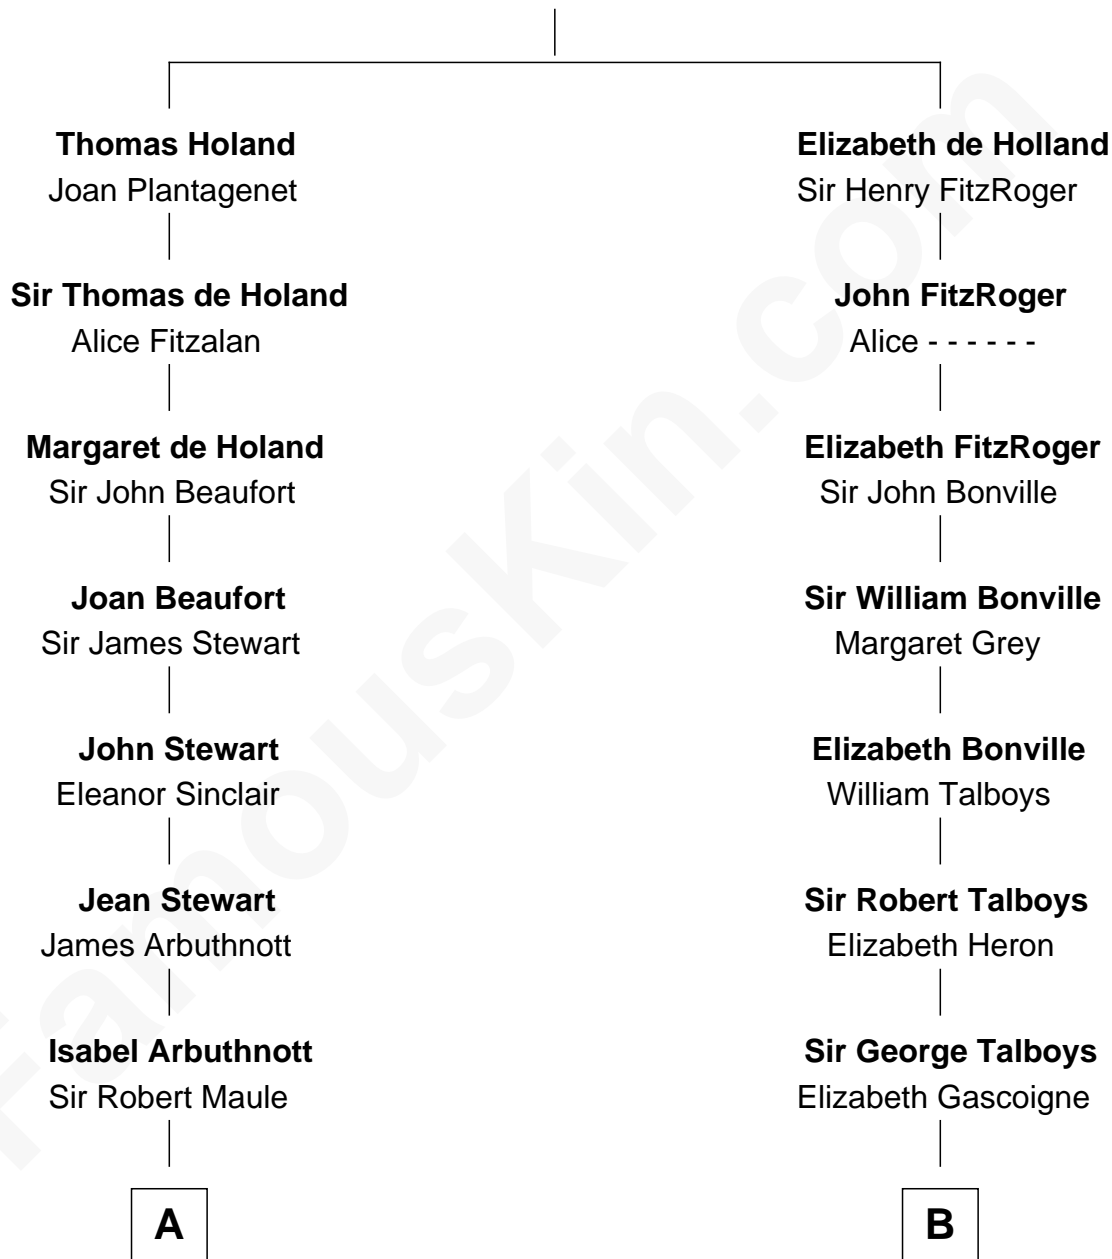 Thomas Holand
Joan Plantagenet
Sir Thomas de Holand
Alice Fitzalan
Margaret de Holand
Sir John Beaufort
Joan Beaufort
Sir James Stewart
John Stewart
Eleanor Sinclair
Jean Stewart
James Arbuthnott
Isabel Arbuthnott
Sir Robert Maule
A
Elizabeth de Holland
Sir Henry FitzRoger
John FitzRoger
Alice - - - - - -
Elizabeth FitzRoger
Sir John Bonville
Sir William Bonville
Margaret Grey
Elizabeth Bonville
William Talboys
Sir Robert Talboys
Elizabeth Heron
Sir George Talboys
Elizabeth Gascoigne
B
FamousKin.com